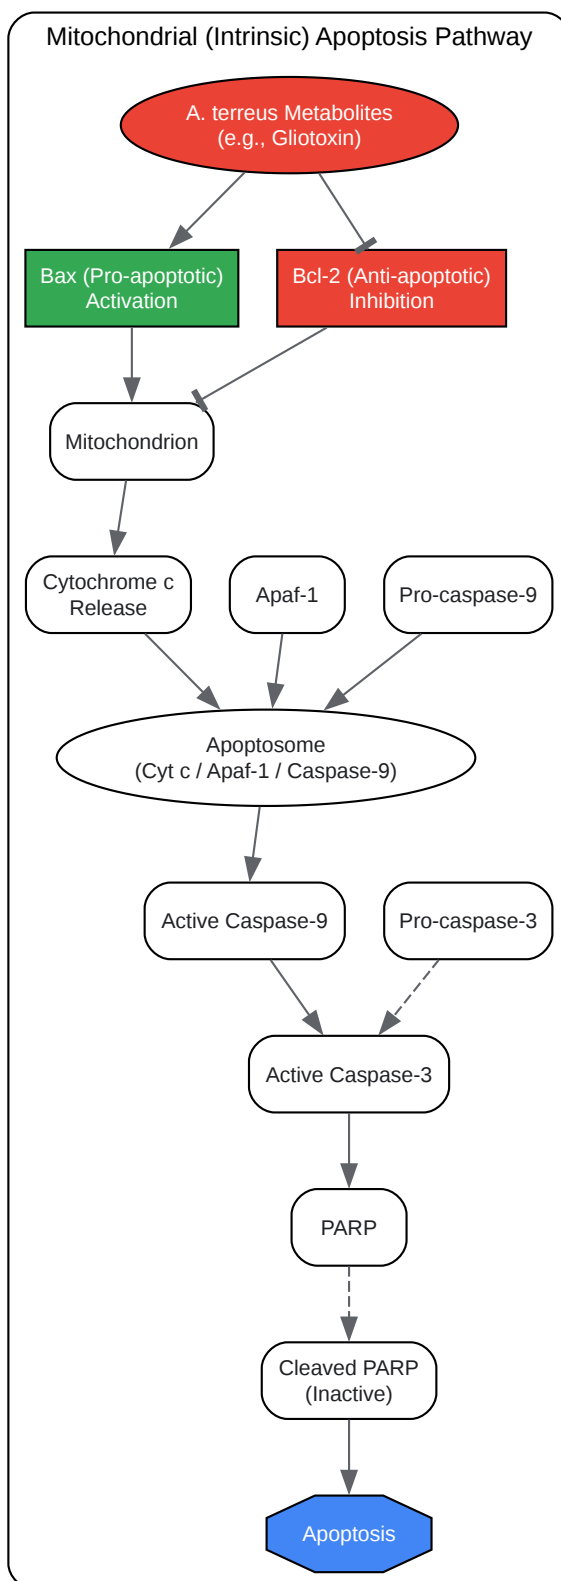 Mitochondrial (Intrinsic) Apoptosis Pathway
A. terreus Metabolites
(e.g., Gliotoxin)
Bax (Pro-apoptotic)
Activation
Bcl-2 (Anti-apoptotic)
Inhibition
Mitochondrion
Cytochrome c
Release
Apaf-1
Pro-caspase-9
Apoptosome
(Cyt c / Apaf-1 / Caspase-9)
Active Caspase-9
Pro-caspase-3
Active Caspase-3
PARP
Cleaved PARP
(Inactive)
Apoptosis